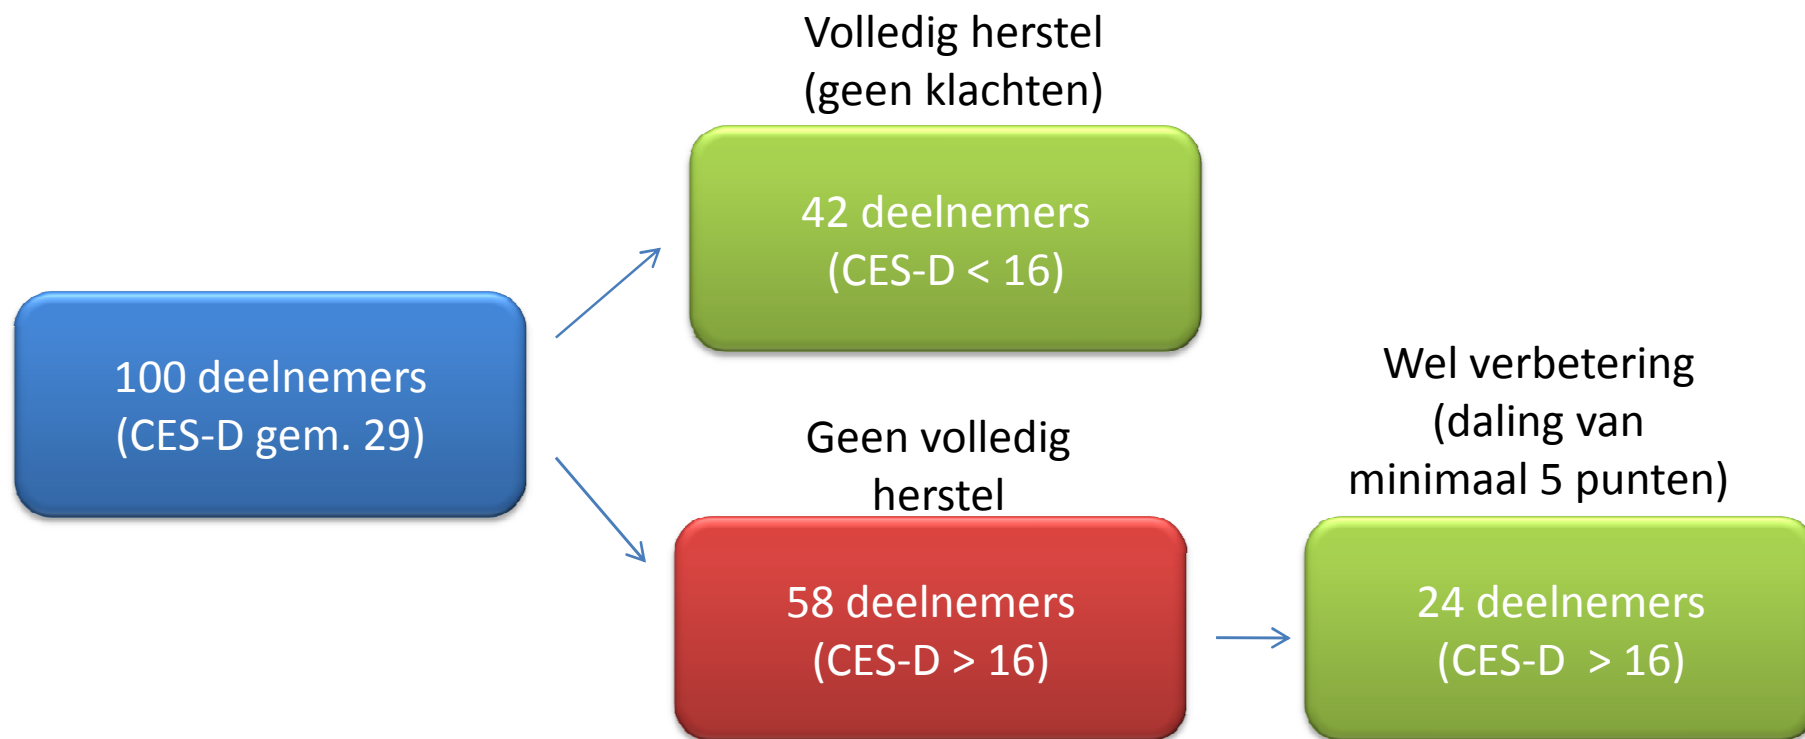 Volledig herstel
(geen klachten)
42 deelnemers
(CES-D < 16)
100 deelnemers
(CES-D gem. 29)
Geen volledig
herstel
58 deelnemers
(CES-D > 16)
Wel verbetering
(daling van
minimaal 5 punten)
24 deelnemers
(CES-D  > 16)